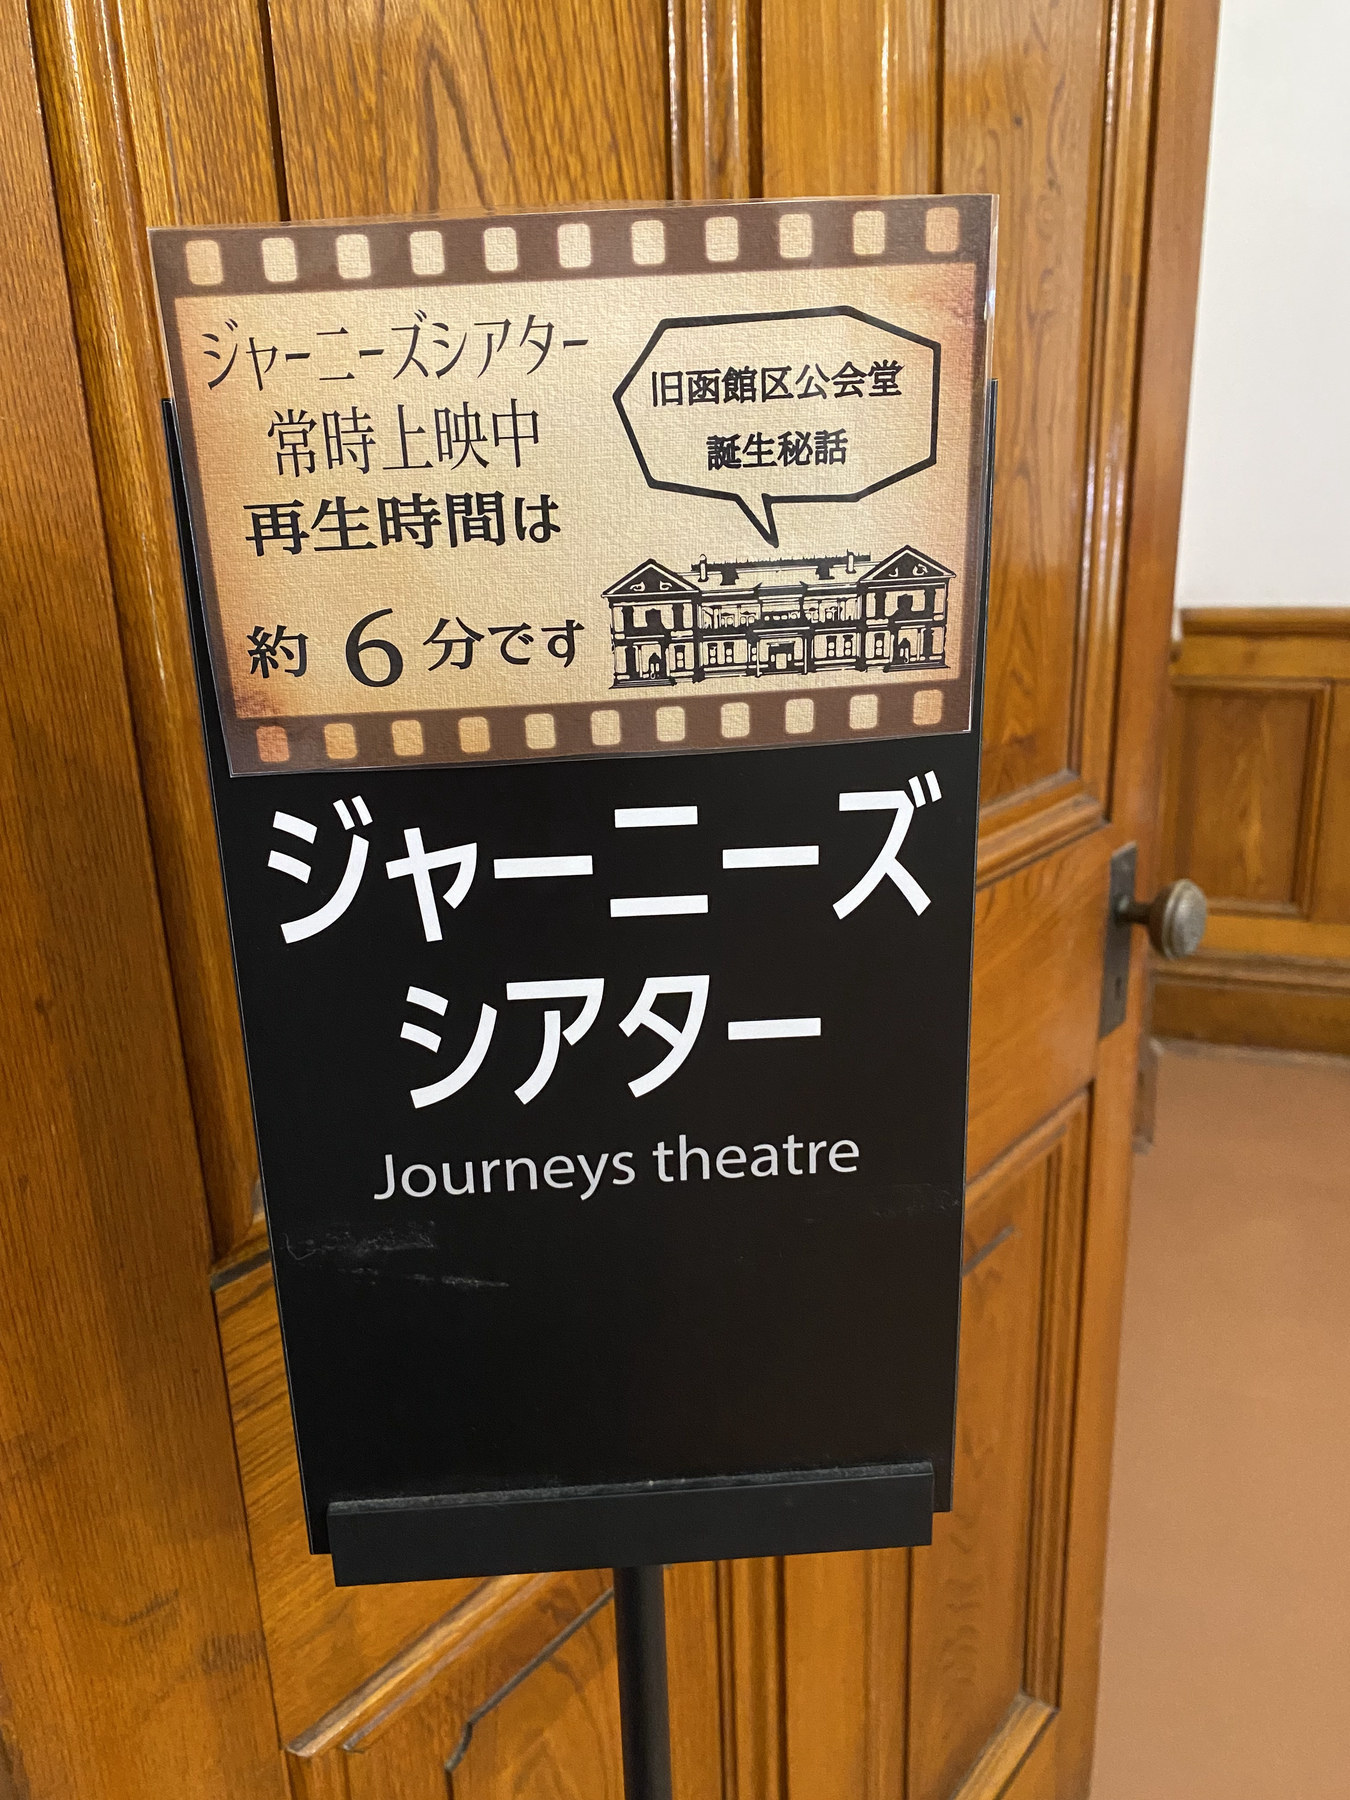 ジャーニーズシアター
常時上映中
再生時間は
約6分です
旧函館区公会堂
誕生秘話
ジャーニーズ
シアター
Journeys theatre